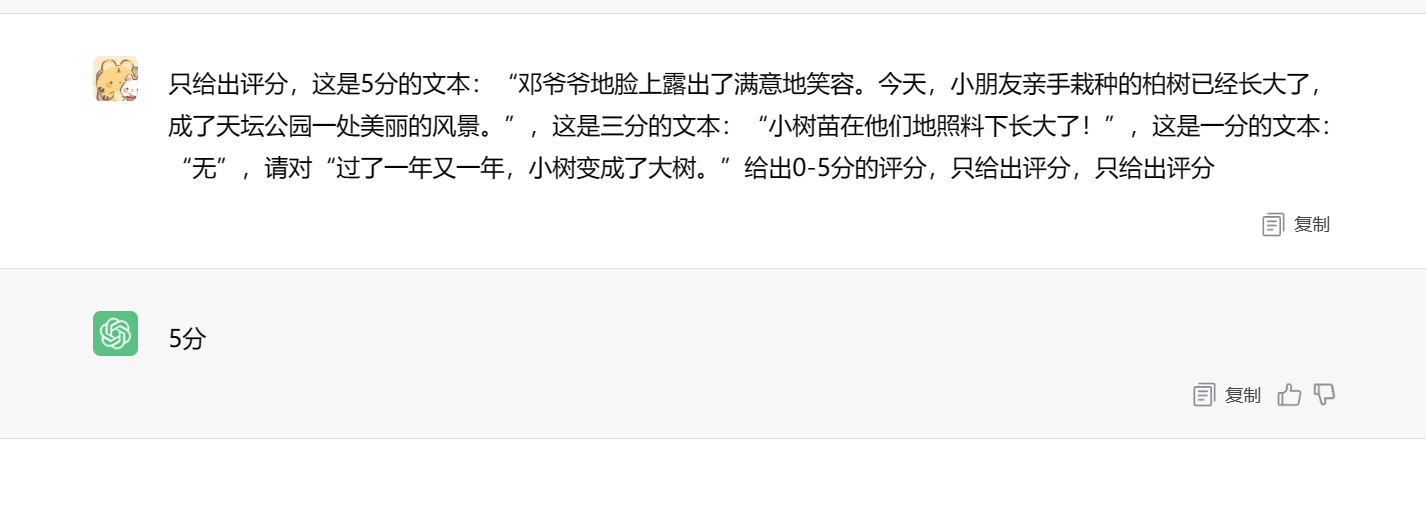 只给出评分，这是5分的文本：“邓爷爷地脸上露出了满意地笑容。今天，小朋友亲手栽种的柏树已经长大了，
成了天坛公园一处美丽的风景。”，这是三分的文本：“小树苗在他们地照料下长大了！”，这是一分的文本：
“无”，请对“过了一年又一年，小树变成了大树。”给出0-5分的评分，只给出评分，只给出评分
复制
5分
复制